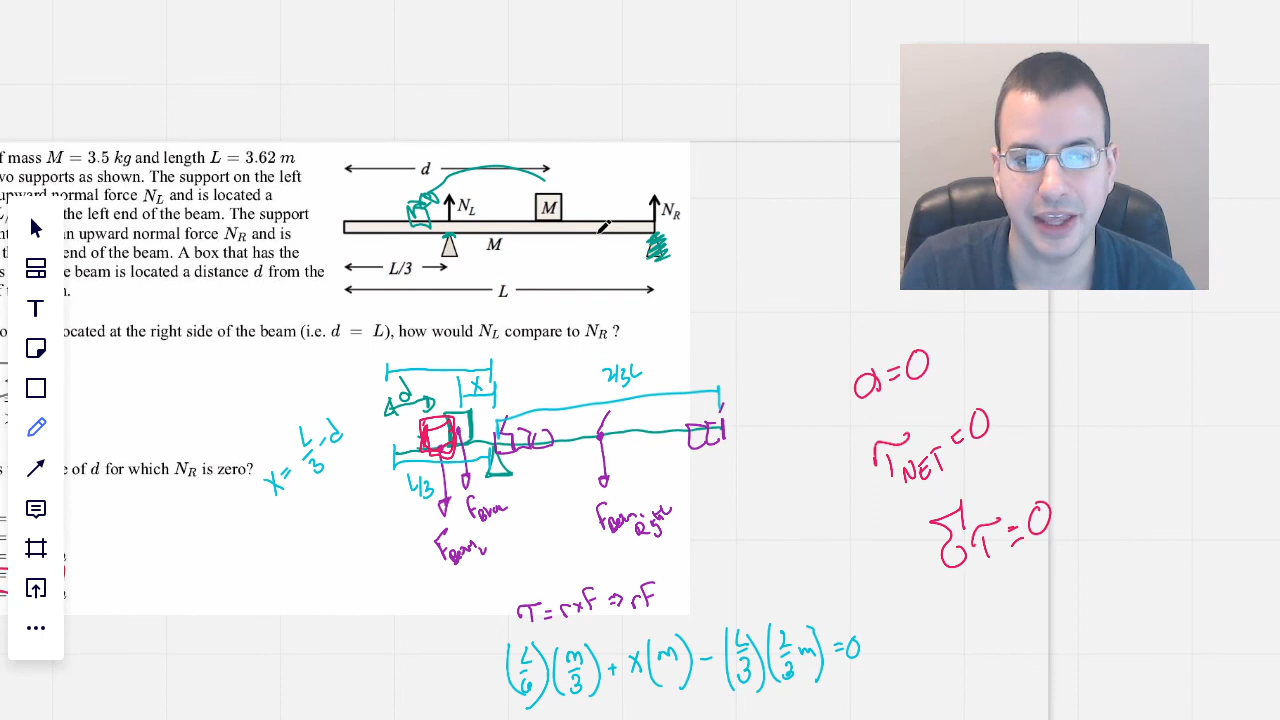 f mass M = 3.5 kg and length L = 3.62 m
wo supports as shown. The support on the left
upward normal force N_L and is located a
the left end of the beam. The support
an upward normal force N_R and is
end of the beam. A box that has the
e beam is located a distance d from the
d
N_L
M
N_R
M
L/3
L
ocated at the right side of the beam (i.e. d = L), how would N_L compare to N_R ?
e of d for which N_R is zero?
T
d
x
2/3L
x = L/3 - d
L/3
F_Beam
F_Beam Right
α=0
τ_NET = 0
Σ τ = 0
τ = r×F ⇒ rF
(L/6)(m/3) + x(m) - (L/3)(2/3 m) = 0